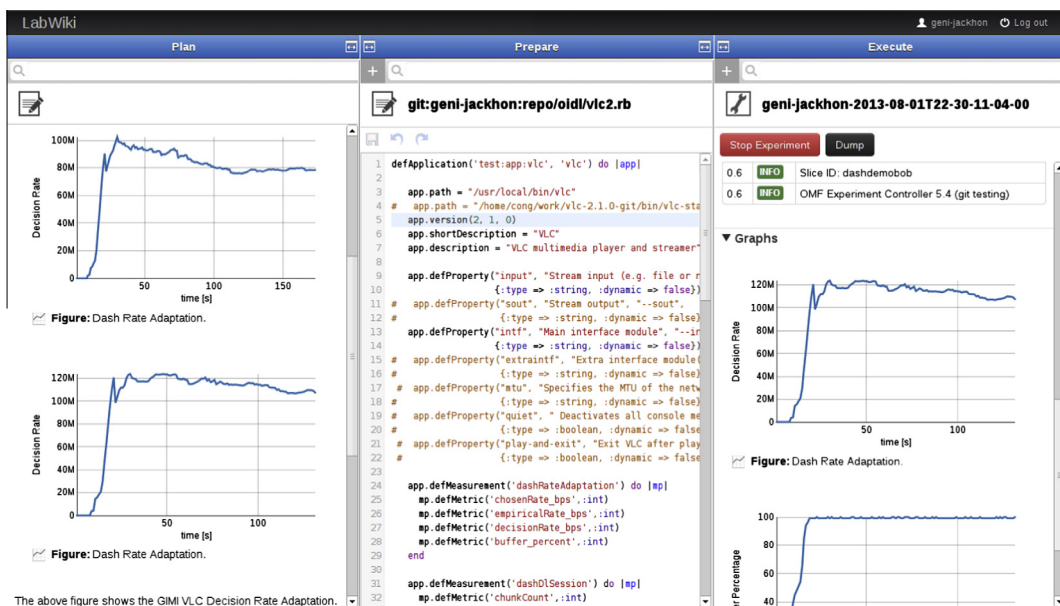 LabWiki
geni-jackhon Log out
Plan
Prepare
Execute
git:geni-jackhon:repo/oidl/vlc2.rb
geni-jackhon-2013-08-01T22-30-11-04-00
100M
80M
60M
40M
20M
0
Decision Rate
50 100 150
time [s]
Figure: Dash Rate Adaptation.
120M
100M
80M
60M
40M
20M
0
Decision Rate
50 100
time [s]
Figure: Dash Rate Adaptation.
The above figure shows the GIMI VLC Decision Rate Adaptation.
1 defApplication('test:app:vlc', 'vlc') do |app|
2
3 app.path = "/usr/local/bin/vlc"
4 # app.path = "/home/cong/work/vlc-2.1.0-git/bin/vlc-sta
5 app.version(2, 1, 0)
6 app.shortDescription = "VLC"
7 app.description = "VLC multimedia player and streamer"
8
9 app.defProperty("input", "Stream input (e.g. file or n
10 {:type => :string, :dynamic => false})
11 # app.defProperty("sout", "Stream output", "--sout",
12 # {:type => :string, :dynamic => false}
13 app.defProperty("intf", "Main interface module", "--in
14 {:type => :string, :dynamic => false})
15 # app.defProperty("extraintf", "Extra interface module(
16 # {:type => :string, :dynamic => false}
17 # app.defProperty("mtu", "Specifies the MTU of the netw
18 # {:type => :string, :dynamic => false
19 # app.defProperty("quiet", " Deactivates all console me
20 # {:type => :boolean, :dynamic => false
21 # app.defProperty("play-and-exit", "Exit VLC after play
22 # {:type => :boolean, :dynamic => false
23
24 app.defMeasurement('dashRateAdaptation') do |mp|
25 mp.defMetric('chosenRate_bps',:int)
26 mp.defMetric('empiricalRate_bps',:int)
27 mp.defMetric('decisionRate_bps',:int)
28 mp.defMetric('buffer_percent',:int)
29 end
30
31 app.defMeasurement('dashDlSession') do |mp|
32 mp.defMetric('chunkCount',:int)
Stop Experiment Dump
0.6 INFO Slice ID: dashdemobob
0.6 INFO OMF Experiment Controller 5.4 (git testing)
Graphs
120M
100M
80M
60M
40M
20M
0
Decision Rate
50 100
time [s]
Figure: Dash Rate Adaptation.
100
80
60
40
er Percentage